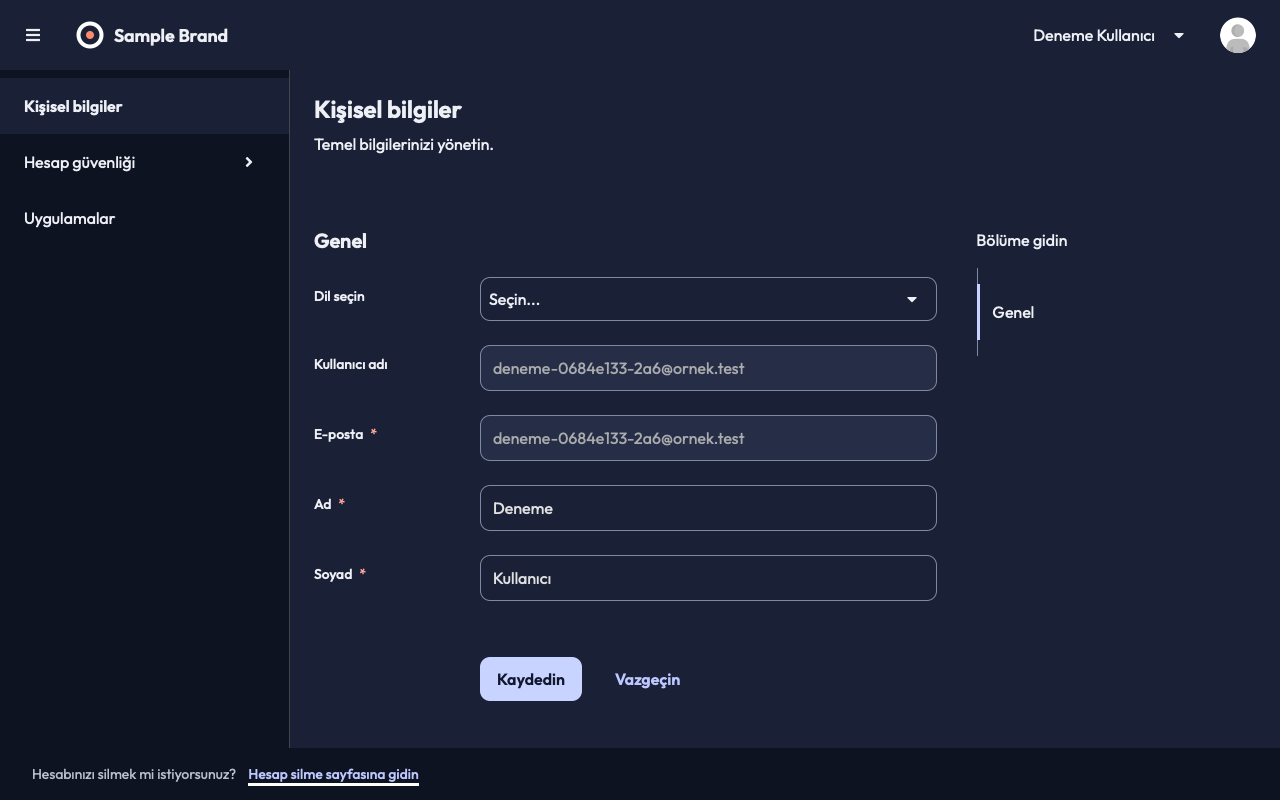 Sample Brand
Deneme Kullanıcı
Kişisel bilgiler
Hesap güvenliği
Uygulamalar
Kişisel bilgiler
Temel bilgilerinizi yönetin.
Genel
Bölüme gidin
Genel
Dil seçin
Seçin...
Kullanıcı adı
deneme-0684e133-2a6@ornek.test
E-posta *
deneme-0684e133-2a6@ornek.test
Ad *
Deneme
Soyad *
Kullanıcı
Kaydedin
Vazgeçin
Hesabınızı silmek mi istiyorsunuz? Hesap silme sayfasına gidin